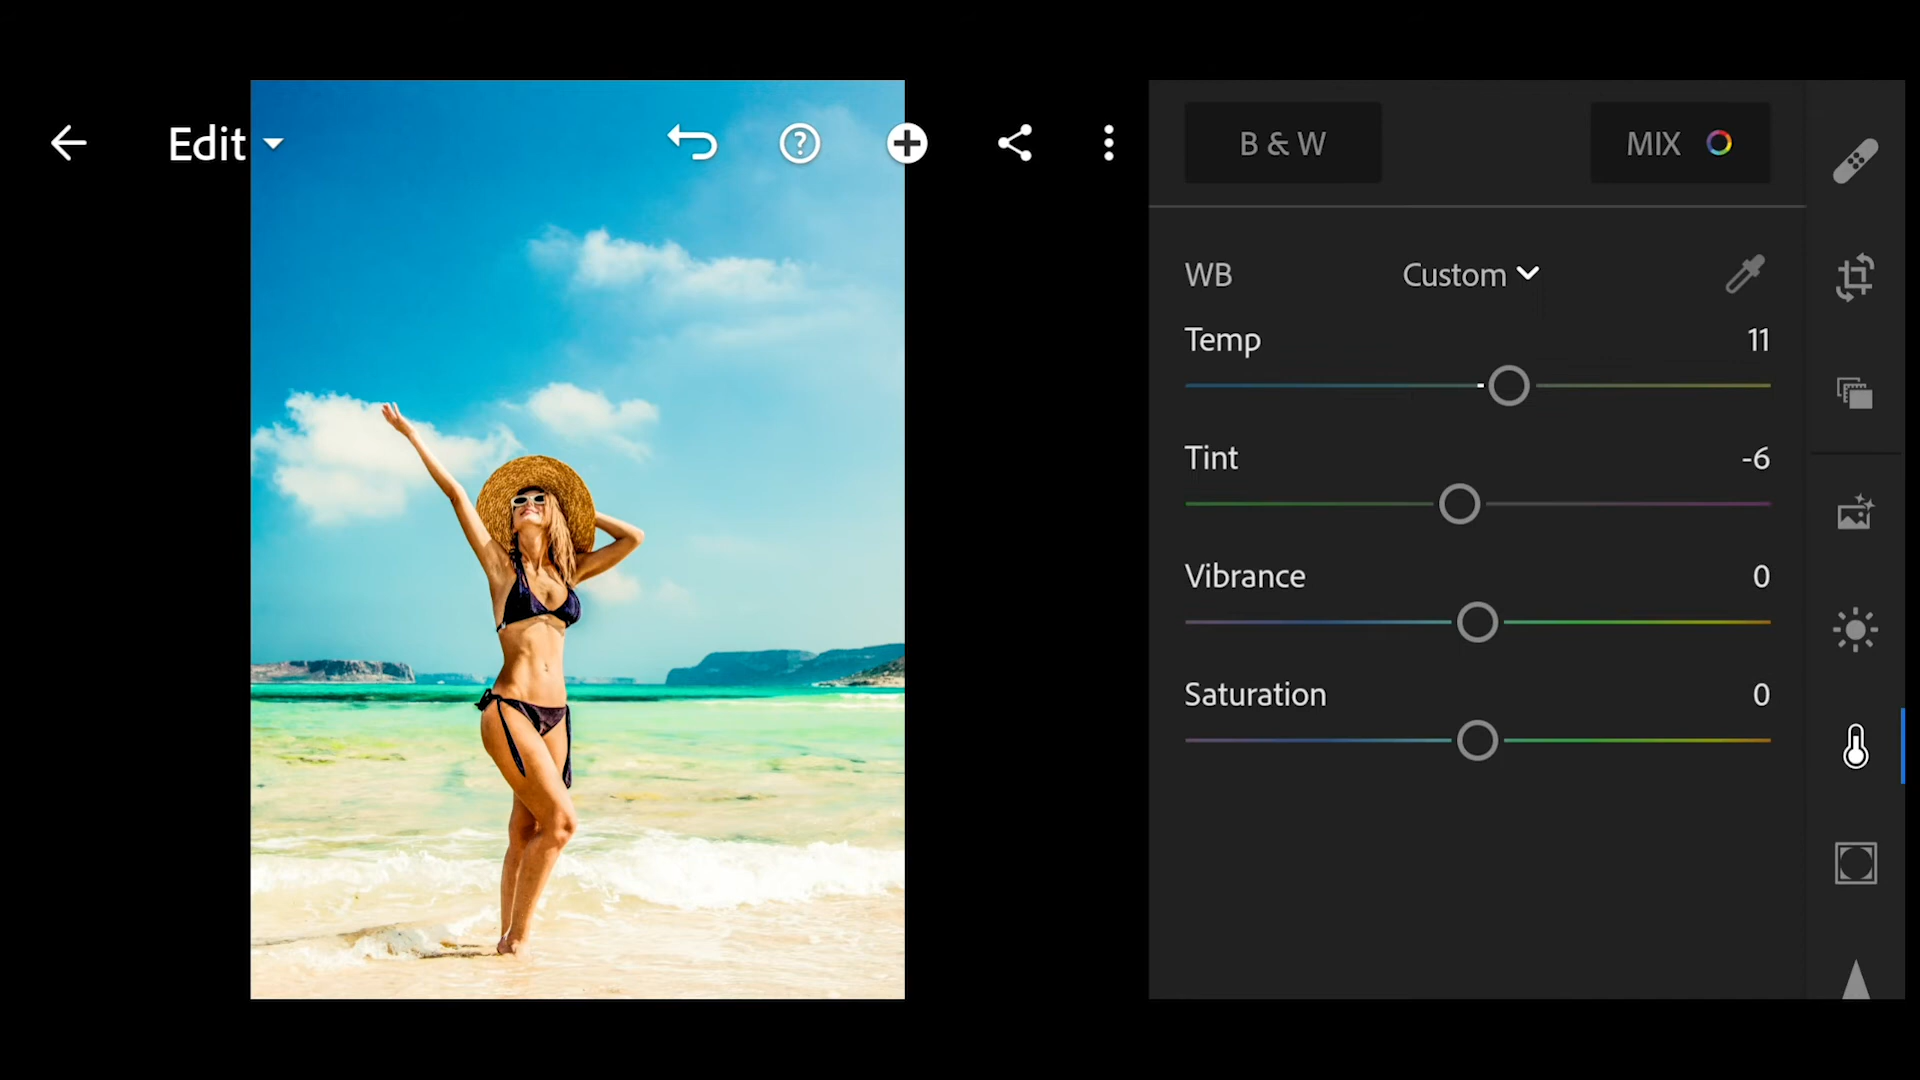 Edit
B & W
MIX
WB Custom
Temp 11
Tint -6
Vibrance 0
Saturation 0